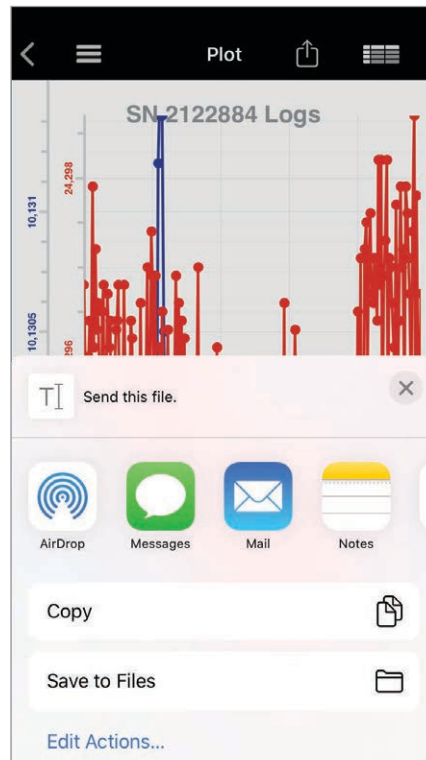 Plot
SN 2122884 Logs
24,298
10,131
10,1305
296
Send this file.
AirDrop
Messages
Mail
Notes
Copy
Save to Files
Edit Actions...